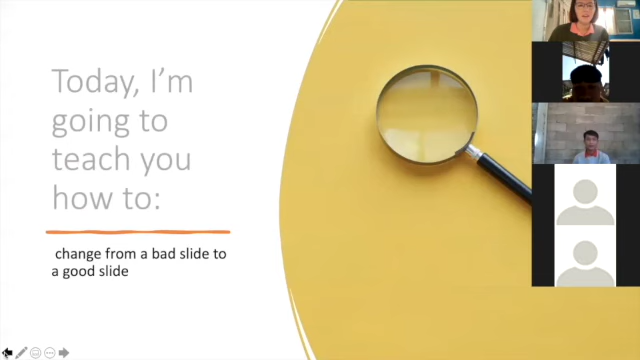 Today, I'm
going to
teach you
how to:
change from a bad slide to
a good slide